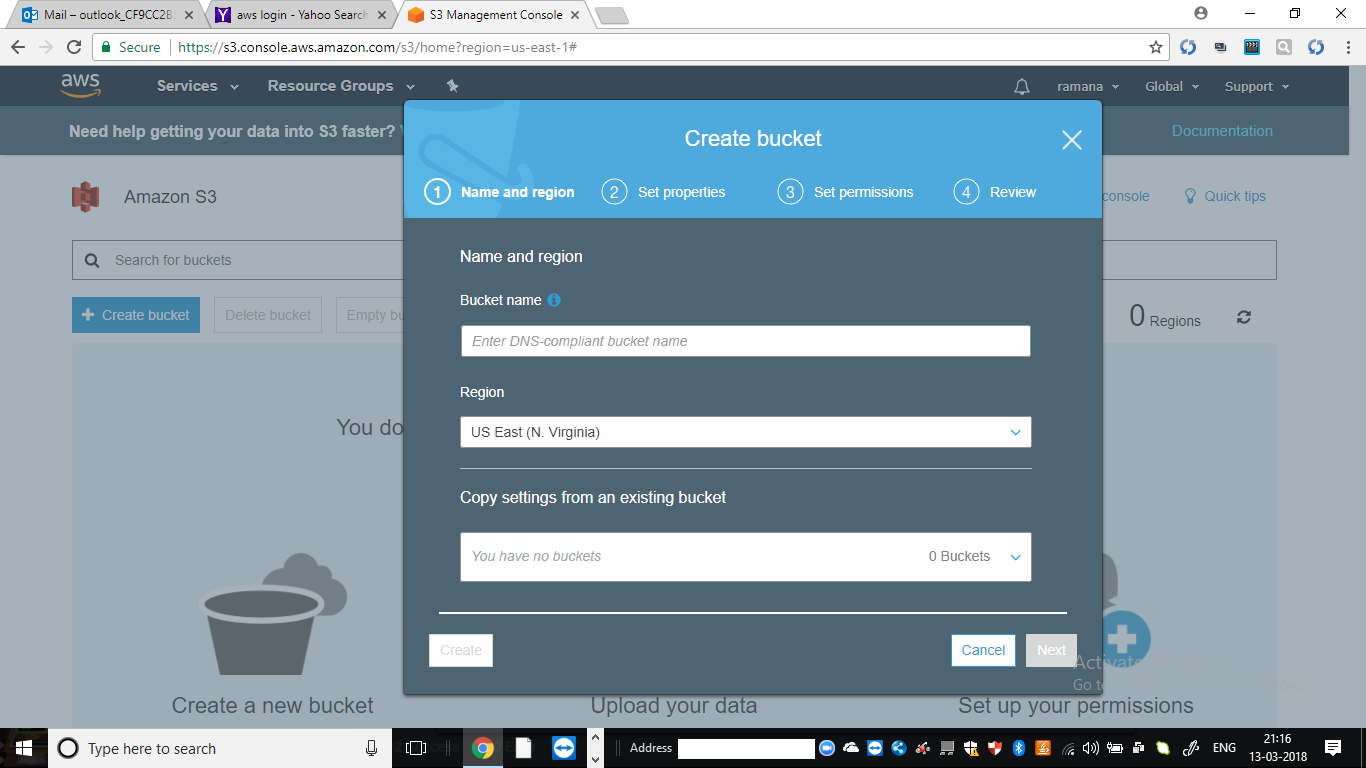 Mail – outlook_CF9CC2B
aws login - Yahoo Search
S3 Management Console
Secure
https://s3.console.aws.amazon.com/s3/home?region=us-east-1#
aws
Services
Resource Groups
ramana
Global
Support
Need help getting your data into S3 faster?
Documentation
Create bucket
1 Name and region
2 Set properties
3 Set permissions
4 Review
Amazon S3
console
Quick tips
Name and region
Search for buckets
Bucket name
Create bucket
Delete bucket
Empty bu
0 Regions
Enter DNS-compliant bucket name
Region
You do
US East (N. Virginia)
Copy settings from an existing bucket
You have no buckets
0 Buckets
Create
Cancel
Next
Activate
Go to
Create a new bucket
Upload your data
Set up your permissions
Type here to search
Address
ENG
21:16
13-03-2018